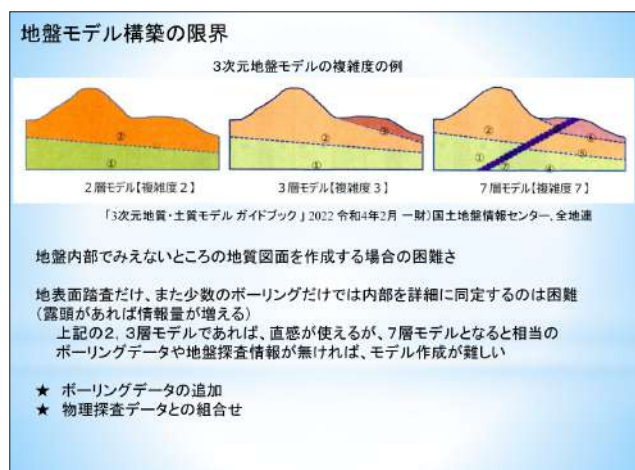 地盤モデル構築の限界
3次元地盤モデルの複雑度の例
② ①
③ ② ①
② ③ ⑥ ① ⑤ ⑦ ④
2層モデル【複雑度2】 3層モデル【複雑度3】 7層モデル【複雑度7】
「3次元地質・土質モデル ガイドブック」2022 令和4年2月 一財)国土地盤情報センター、全地連
地盤内部でみえないところの地質図面を作成する場合の困難さ
地表面踏査だけ、また少数のボーリングだけでは内部を詳細に同定するのは困難
(露頭があれば情報量が増える)
上記の2, 3層モデルであれば、直感が使えるが、7層モデルとなると相当の
ボーリングデータや地盤探査情報が無ければ、モデル作成が難しい
★ ボーリングデータの追加
★ 物理探査データとの組合せ